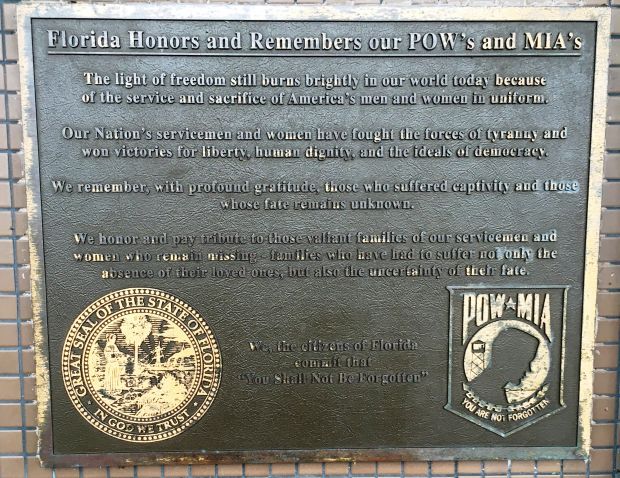 Florida Honors and Remembers our POW's and MIA's
The light of freedom still burns brightly in our world today because
of the service and sacrifice of America's men and women in uniform.
Our Nation's servicemen and women have fought the forces of tyranny and
won victories for liberty, human dignity, and the ideals of democracy.
We remember, with profound gratitude, those who suffered captivity and those
whose fate remains unknown.
We honor and pay tribute to those valiant families of our servicemen and
women who remain missing - families who have had to suffer not only the
absence of their loved ones, but also the uncertainty of their fate.
We, the citizens of Florida
commit that
"You Shall Not Be Forgotten"
GREAT SEAL OF THE STATE OF FLORIDA
IN GOD WE TRUST
POW★MIA
YOU ARE NOT FORGOTTEN